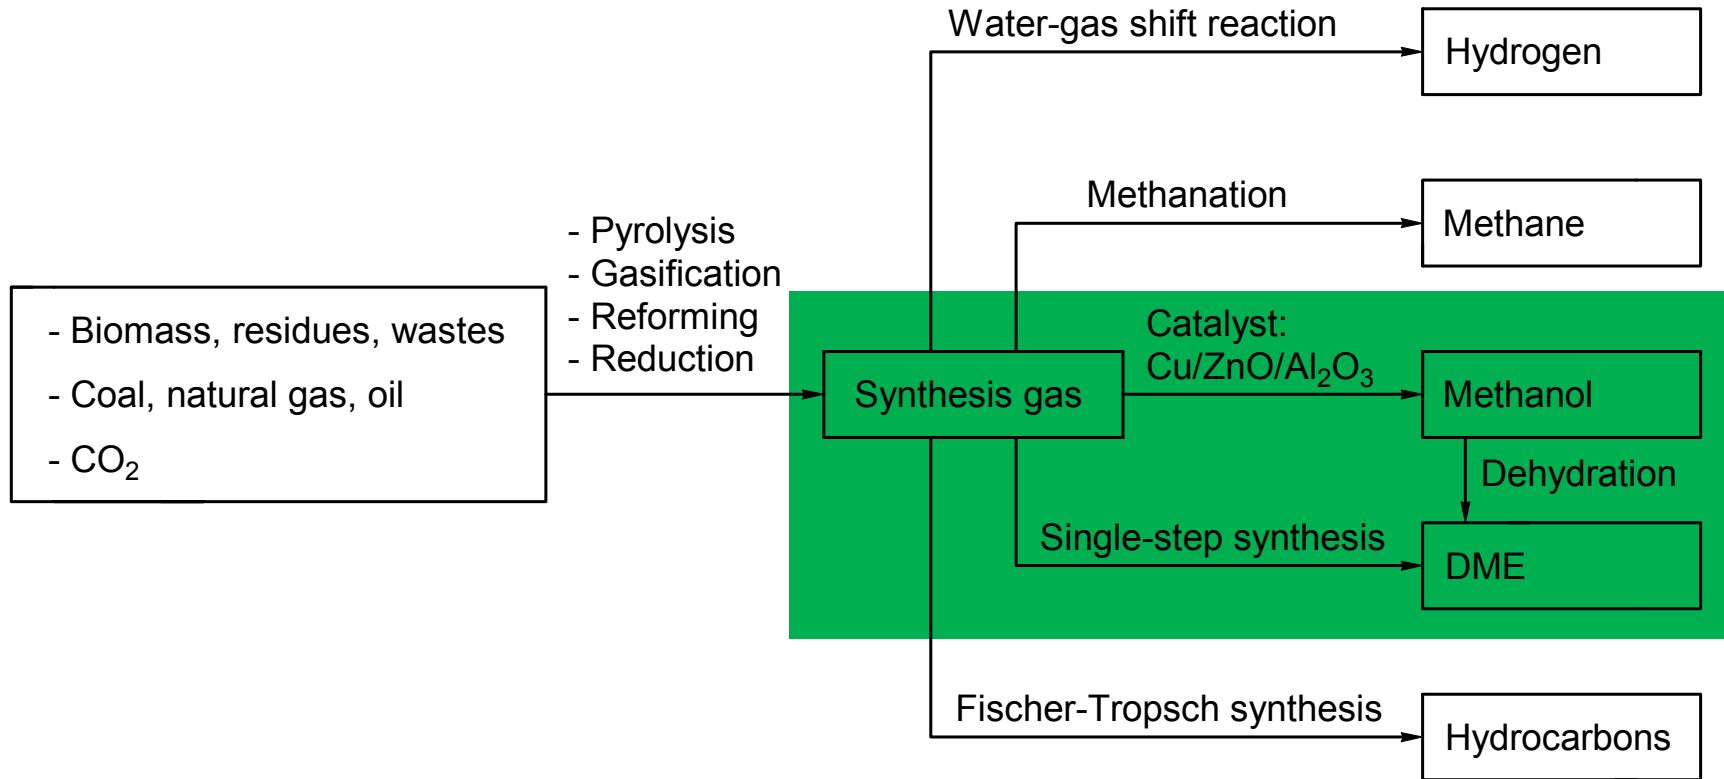 Water-gas shift reaction
Hydrogen
Methanation
Methane
- Pyrolysis
- Gasification
- Reforming
- Reduction
- Biomass, residues, wastes
- Coal, natural gas, oil
- CO₂
Synthesis gas
Catalyst:
Cu/ZnO/Al₂O₃
Methanol
Dehydration
Single-step synthesis
DME
Fischer-Tropsch synthesis
Hydrocarbons